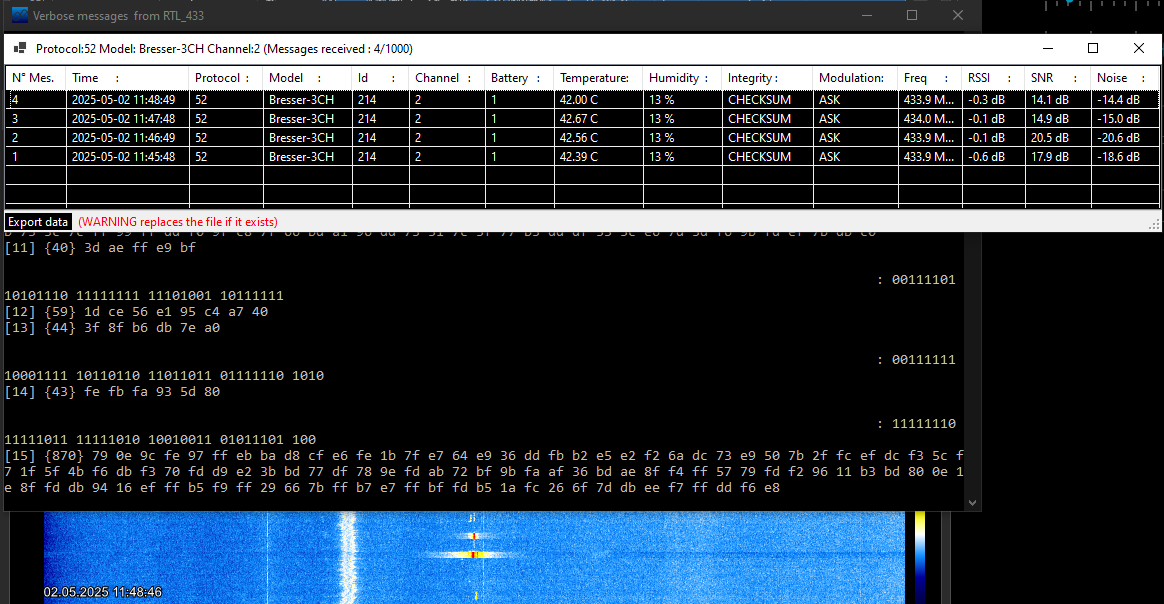 Verbose messages from RTL_433
Protocol:52 Model: Bresser-3CH Channel:2 (Messages received : 4/1000)
N° Mes. Time : Protocol : Model : Id : Channel : Battery : Temperature: Humidity : Integrity : Modulation: Freq : RSSI : SNR : Noise :
4 2025-05-02 11:48:49 52 Bresser-3CH 214 2 1 42.00 C 13 % CHECKSUM ASK 433.9 M... -0.3 dB 14.1 dB -14.4 dB
3 2025-05-02 11:47:48 52 Bresser-3CH 214 2 1 42.67 C 13 % CHECKSUM ASK 434.0 M... -0.1 dB 14.9 dB -15.0 dB
2 2025-05-02 11:46:49 52 Bresser-3CH 214 2 1 42.56 C 13 % CHECKSUM ASK 433.9 M... -0.1 dB 20.5 dB -20.6 dB
1 2025-05-02 11:45:48 52 Bresser-3CH 214 2 1 42.39 C 13 % CHECKSUM ASK 433.9 M... -0.6 dB 17.9 dB -18.6 dB
Export data (WARNING replaces the file if it exists)
[11] {40} 3d ae ff e9 bf
: 00111101
10101110 11111111 11101001 10111111
[12] {59} 1d ce 56 e1 95 c4 a7 40
[13] {44} 3f 8f b6 db 7e a0
: 00111111
10001111 10110110 11011011 01111110 1010
[14] {43} fe fb fa 93 5d 80
: 11111110
11111011 11111010 10010011 01011101 100
[15] {870} 79 0e 9c fe 97 ff eb ba d8 cf e6 fe 1b 7f e7 64 e9 36 dd fb b2 e5 e2 f2 6a dc 73 e9 50 7b 2f fc ef dc f3 5c f
7 1f 5f 4b f6 db f3 70 fd d9 e2 3b bd 77 df 78 9e fd ab 72 bf 9b fa af 36 bd ae 8f f4 ff 57 79 fd f2 96 11 b3 bd 80 0e 1
e 8f fd db 94 16 ef ff b5 f9 ff 29 66 7b ff b7 e7 ff bf fd b5 1a fc 26 6f 7d db ee f7 ff dd f6 e8
02.05.2025 11:48:46